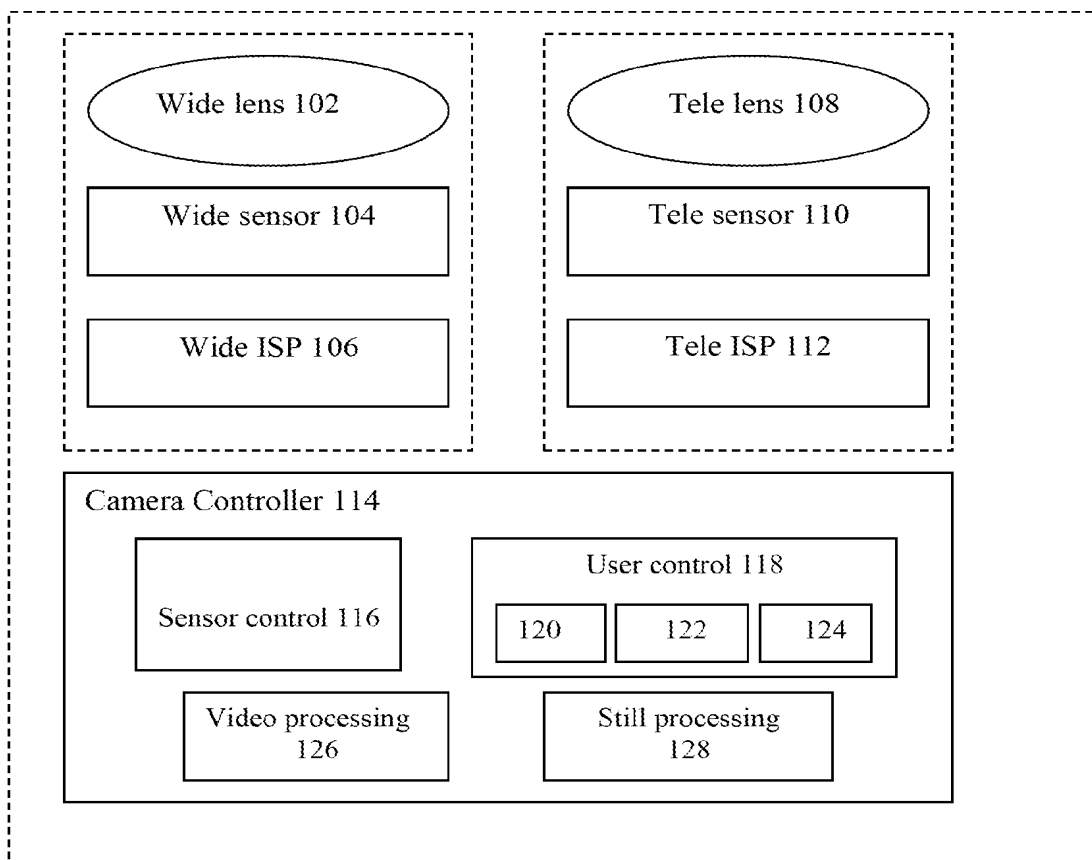 Wide lens 102
Tele lens 108
Wide sensor 104
Tele sensor 110
Wide ISP 106
Tele ISP 112
Camera Controller 114
Sensor control 116
User control 118
120
122
124
Video processing
126
Still processing
128